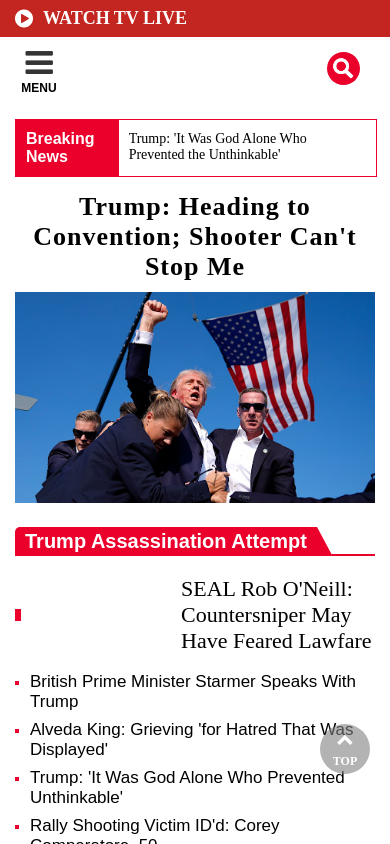 WATCH TV LIVE
MENU
Breaking
News
Trump: 'It Was God Alone Who
Prevented the Unthinkable'
Trump: Heading to
Convention; Shooter Can't
Stop Me
Trump Assassination Attempt
SEAL Rob O'Neill:
Countersniper May
Have Feared Lawfare
British Prime Minister Starmer Speaks With
Trump
Alveda King: Grieving 'for Hatred That Was
Displayed'
Trump: 'It Was God Alone Who Prevented
Unthinkable'
TOP
Rally Shooting Victim ID'd: Corey
Comperatore, 50